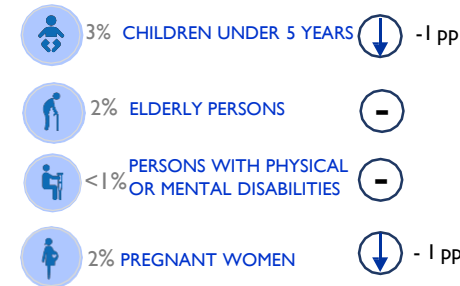 3% CHILDREN UNDER 5 YEARS -1 pp
2% ELDERLY PERSONS -
<1% PERSONS WITH PHYSICAL
OR MENTAL DISABILITIES -
2% PREGNANT WOMEN - 1 pp